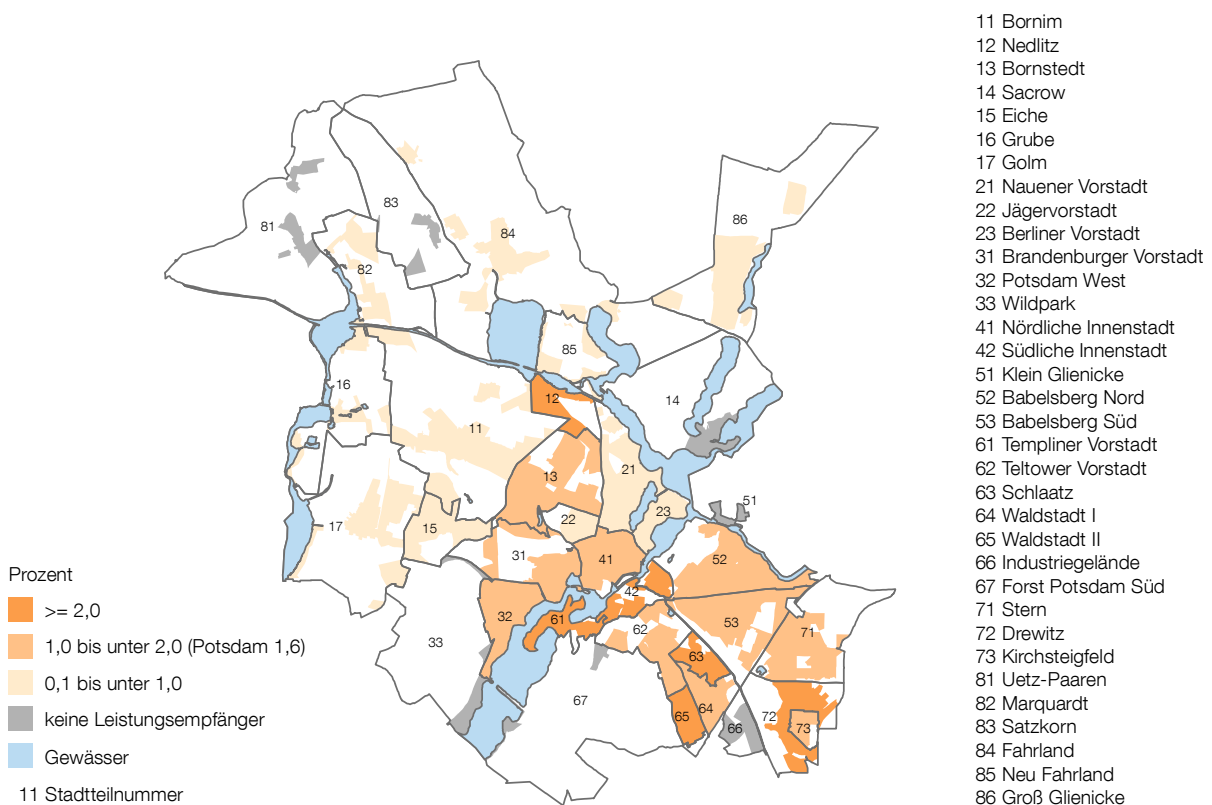 11 Bornim
12 Nedlitz
13 Bornstedt
14 Sacrow
15 Eiche
16 Grube
17 Golm
21 Nauener Vorstadt
22 Jägervorstadt
23 Berliner Vorstadt
31 Brandenburger Vorstadt
32 Potsdam West
33 Wildpark
41 Nördliche Innenstadt
42 Südliche Innenstadt
51 Klein Glienicke
52 Babelsberg Nord
53 Babelsberg Süd
61 Templiner Vorstadt
62 Teltower Vorstadt
63 Schlaatz
64 Waldstadt I
65 Waldstadt II
66 Industriegelände
67 Forst Potsdam Süd
71 Stern
72 Drewitz
73 Kirchsteigfeld
81 Uetz-Paaren
82 Marquardt
83 Satzkorn
84 Fahrland
85 Neu Fahrland
86 Groß Glienicke
83
86
81
84
82
85
16
12
14
11
13
21
51
17
15
22
23
31
41
52
42
32
61
62
53
71
33
63
67
65
64
66
72
73
Prozent
>= 2,0
1,0 bis unter 2,0 (Potsdam 1,6)
0,1 bis unter 1,0
keine Leistungsempfänger
Gewässer
11 Stadtteilnummer